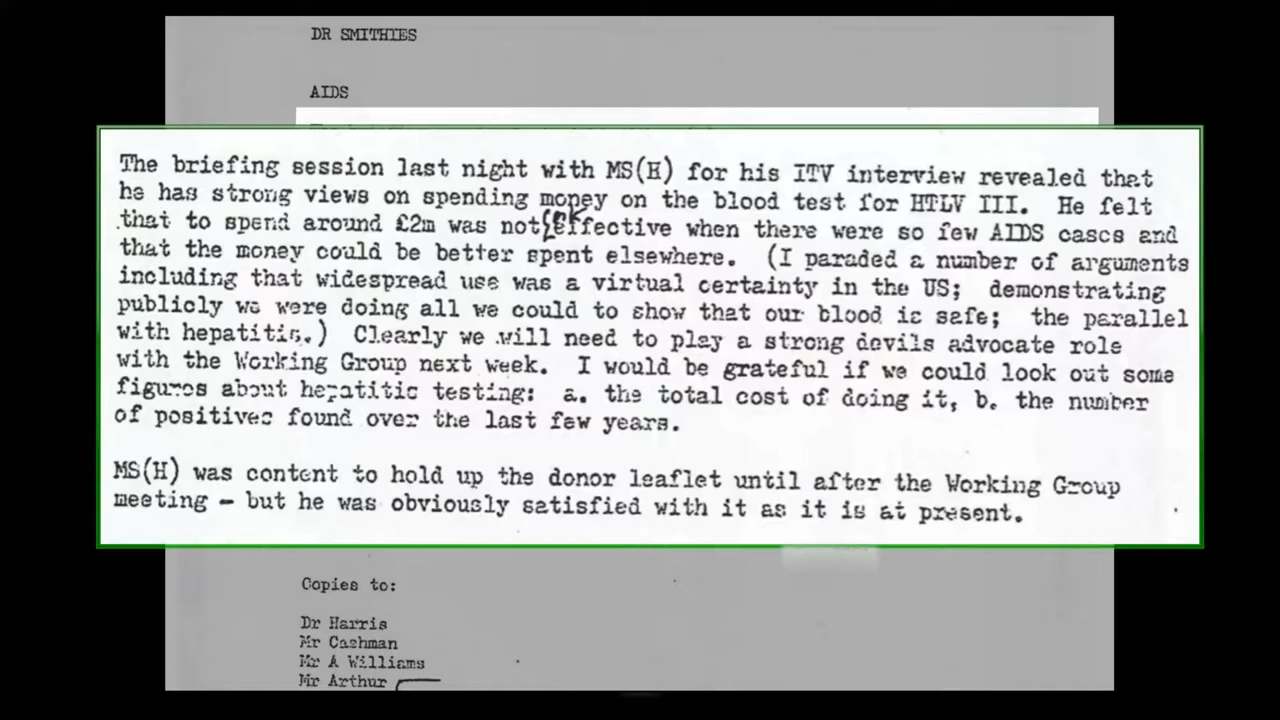 DR SMITHIES
AIDS
The briefing session last night with MS(H) for his ITV interview revealed that
he has strong views on spending money on the blood test for HTLV III. He felt
that to spend around £2m was not effective when there were so few AIDS cases and
that the money could be better spent elsewhere. (I paraded a number of arguments
including that widespread use was a virtual certainty in the US; demonstrating
publicly we were doing all we could to show that our blood is safe; the parallel
with hepatitis.) Clearly we will need to play a strong devils advocate role
with the Working Group next week. I would be grateful if we could look out some
figures about hepatitic testing: a. the total cost of doing it, b. the number
of positives found over the last few years.
MS(H) was content to hold up the donor leaflet until after the Working Group
meeting - but he was obviously satisfied with it as it is at present.
Copies to:
Dr Harris
Mr Cashman
Mr A Williams
Mr Arthur